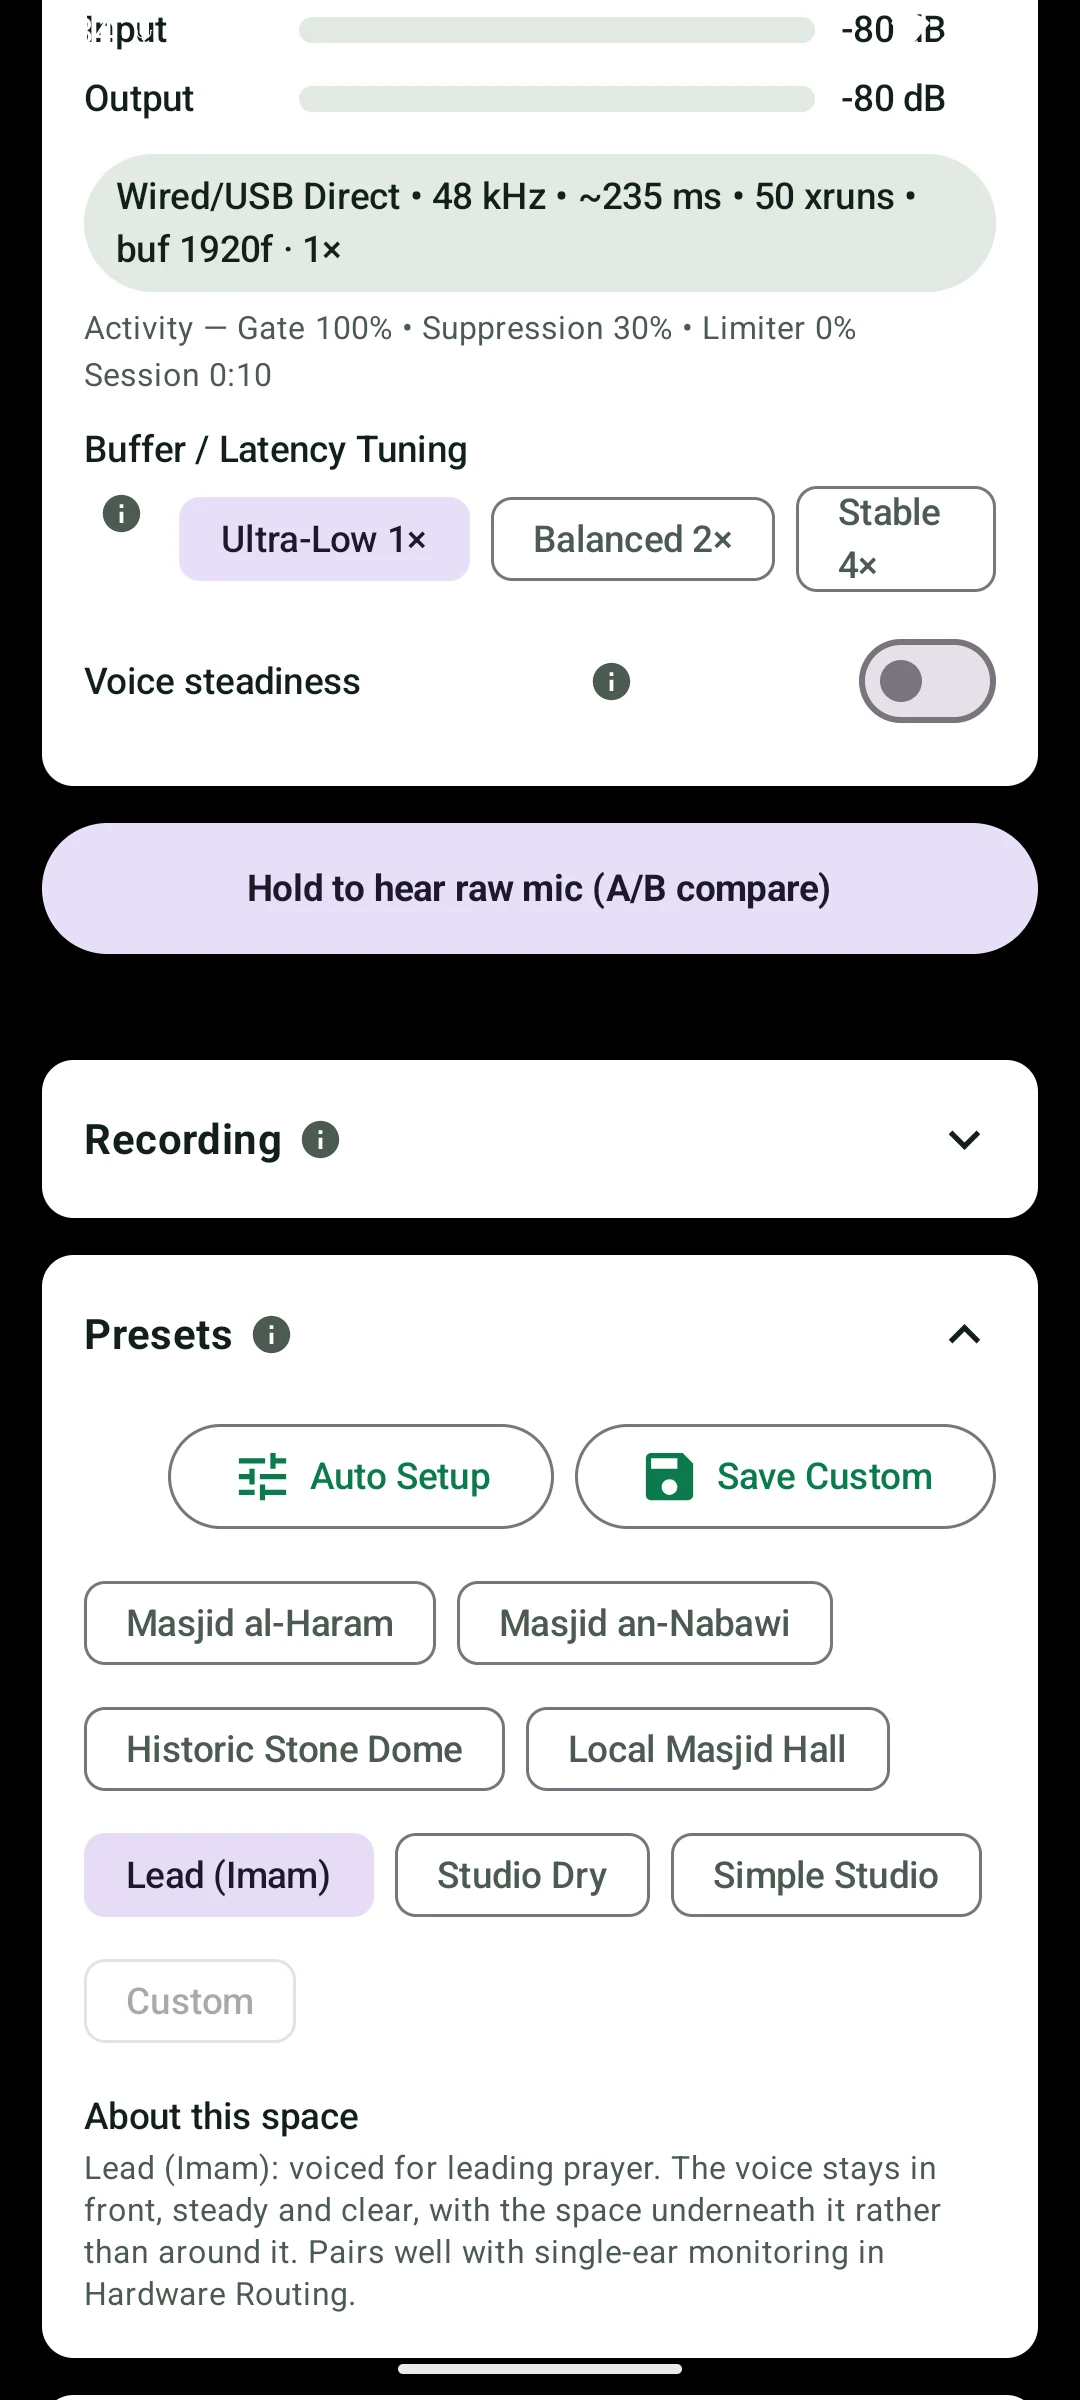 Input -80 dB
Output -80 dB
Wired/USB Direct • 48 kHz • ~235 ms • 50 xruns •
buf 1920f · 1×
Activity — Gate 100% • Suppression 30% • Limiter 0%
Session 0:10
Buffer / Latency Tuning
Ultra-Low 1× Balanced 2× Stable
4×
Voice steadiness
Hold to hear raw mic (A/B compare)
Recording
Presets
Auto Setup Save Custom
Masjid al-Haram Masjid an-Nabawi
Historic Stone Dome Local Masjid Hall
Lead (Imam) Studio Dry Simple Studio
Custom
About this space
Lead (Imam): voiced for leading prayer. The voice stays in
front, steady and clear, with the space underneath it rather
than around it. Pairs well with single-ear monitoring in
Hardware Routing.